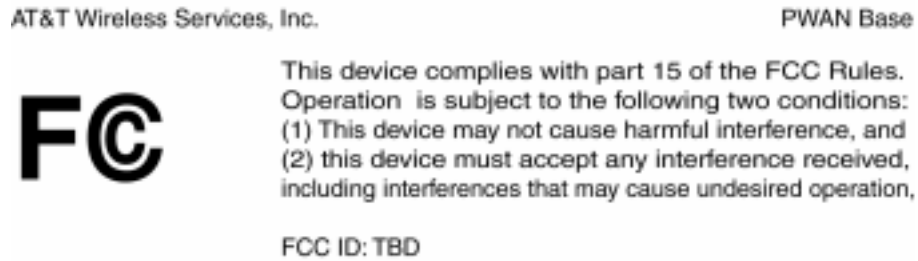 AT&T Wireless Services, Inc. PWAN Base
This device complies with part 15 of the FCC Rules.
FC Operation is subject to the following two conditions:
(1) This device may not cause harmful interference, and
(2) this device must accept any interference received,
including interferences that may cause undesired operation,
FCC ID: TBD